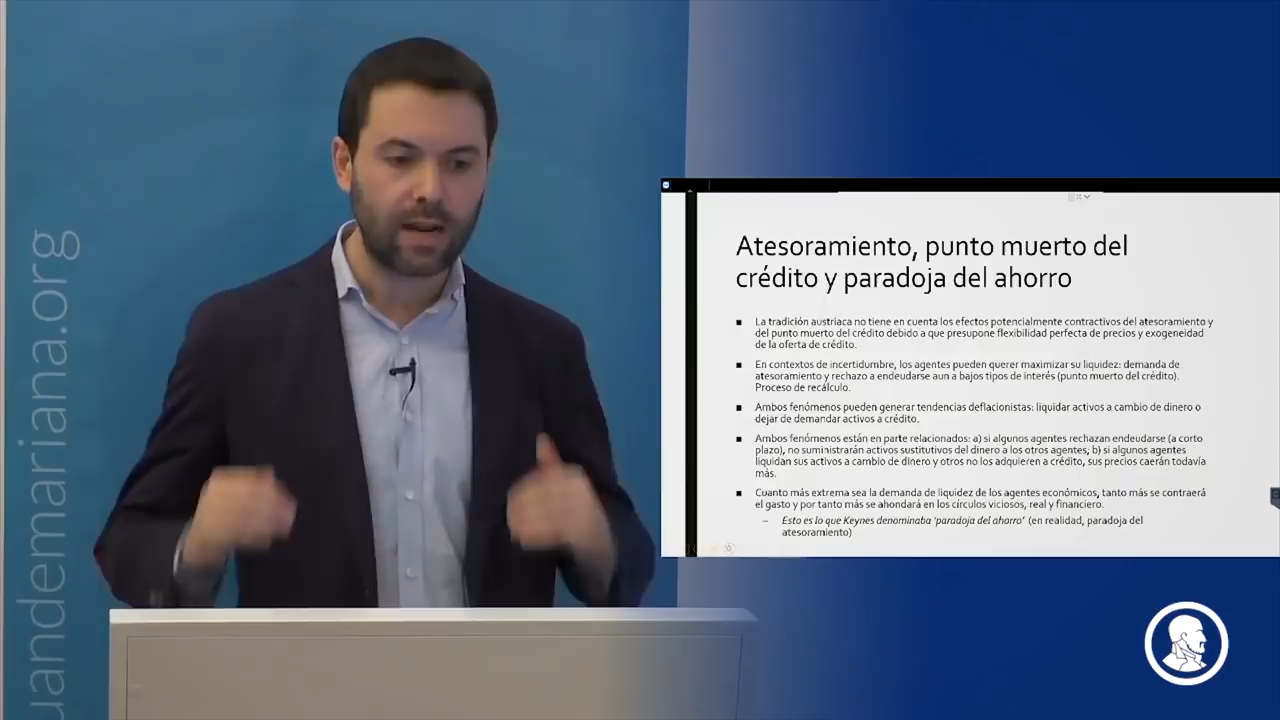 uandemariana.org
Atesoramiento, punto muerto del
crédito y paradoja del ahorro
La tradición austriaca no tiene en cuenta los efectos potencialmente contractivos del atesoramiento y
del punto muerto del crédito debido a que presupone flexibilidad perfecta de precios y exogeneidad
de la oferta de crédito.
En contextos de incertidumbre, los agentes pueden querer maximizar su liquidez: demanda de
atesoramiento y rechazo a endeudarse aun a bajos tipos de interés (punto muerto del crédito).
Proceso de recálculo.
Ambos fenómenos pueden generar tendencias deflacionistas: liquidar activos a cambio de dinero o
dejar de demandar activos a crédito.
Ambos fenómenos están en parte relacionados: a) si algunos agentes rechazan endeudarse (a corto
plazo), no suministrarán activos sustitutivos del dinero a los otros agentes; b) si algunos agentes
liquidan sus activos a cambio de dinero y otros no los adquieren a crédito, sus precios caerán todavía
más.
Cuanto más extrema sea la demanda de liquidez de los agentes económicos, tanto más se contraerá
el gasto y por tanto más se ahondará en los círculos viciosos, real y financiero.
– Esto es lo que Keynes denominaba 'paradoja del ahorro' (en realidad, paradoja del
atesoramiento)